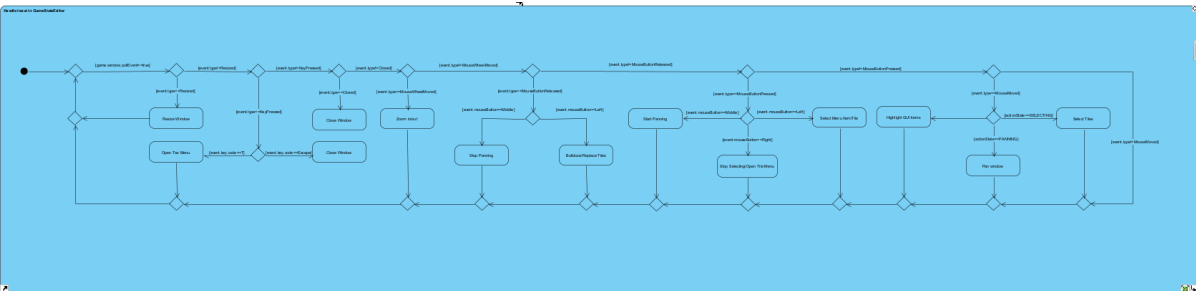 HandleInput in GameStateEditor
[game.window.pollEvent==true]
[event.type!=Resized]
[event.type!=KeyPressed]
[event.type!=Closed]
[event.type!=MouseWheelMoved]
[event.type!=MouseButtonReleased]
[event.type!=MouseButtonPressed]
[event.type==Resized]
[event.type==KeyPressed]
[event.type==Closed]
[event.type==MouseWheelMoved]
[event.type==MouseButtonReleased]
[event.type==MouseButtonPressed]
[event.type==MouseMoved]
Resize Window
Close Window
Zoom in/out
[event.mouseButton==Middle]
[event.mouseButton==Left]
Start Panning
[event.mouseButton==Middle]
[event.mouseButton==Left]
Select Menu Item/Tile
Highlight GUI Items
[actionState==SELECTING]
Select Tiles
[event.type!=MouseMoved]
Open Tile Menu
[event.key.code==T]
[event.key.code==Escape]
Close Window
Stop Panning
Bulldoze/Replace Tiles
[event.mouseButton==Right]
Stop Selecting/Open Tile Menu
[actionState==PANNING]
Pan window